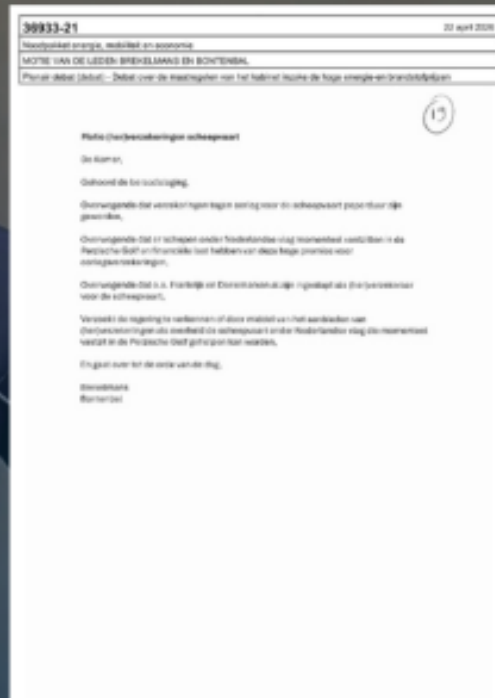 36933-21 22 april 2026
Noodpakket energie, mobiliteit en economie
MOTIE VAN DE LEDEN BREKELMANS EN BONTENBAL
Plenair debat (debat) - Debat over de maatregelen van het kabinet inzake de hoge energie-en brandstofprijzen
19
Motie (her)verzekeringen scheepvaart
De Kamer,
Gehoord de beraadslaging,
Overwegende dat verzekeringen tegen oorlog voor de scheepvaart peperduur zijn
geworden,
Overwegende dat er schepen onder Nederlandse vlag momenteel vastzitten in de
Perzische Golf en financiële last hebben van deze hoge premies voor
oorlogsverzekeringen,
Overwegende dat o.a. Frankrijk en Denemarken zijn ingestapt als (her)verzekeraar
voor de scheepvaart,
Verzoekt de regering te verkennen of door middel van het aanbieden van
(her)verzekeringen als overheid de scheepvaart onder Nederlandse vlag die momenteel
vastzit in de Perzische Golf geholpen kan worden,
En gaat over tot de orde van de dag,
Brekelmans
Bontenbal